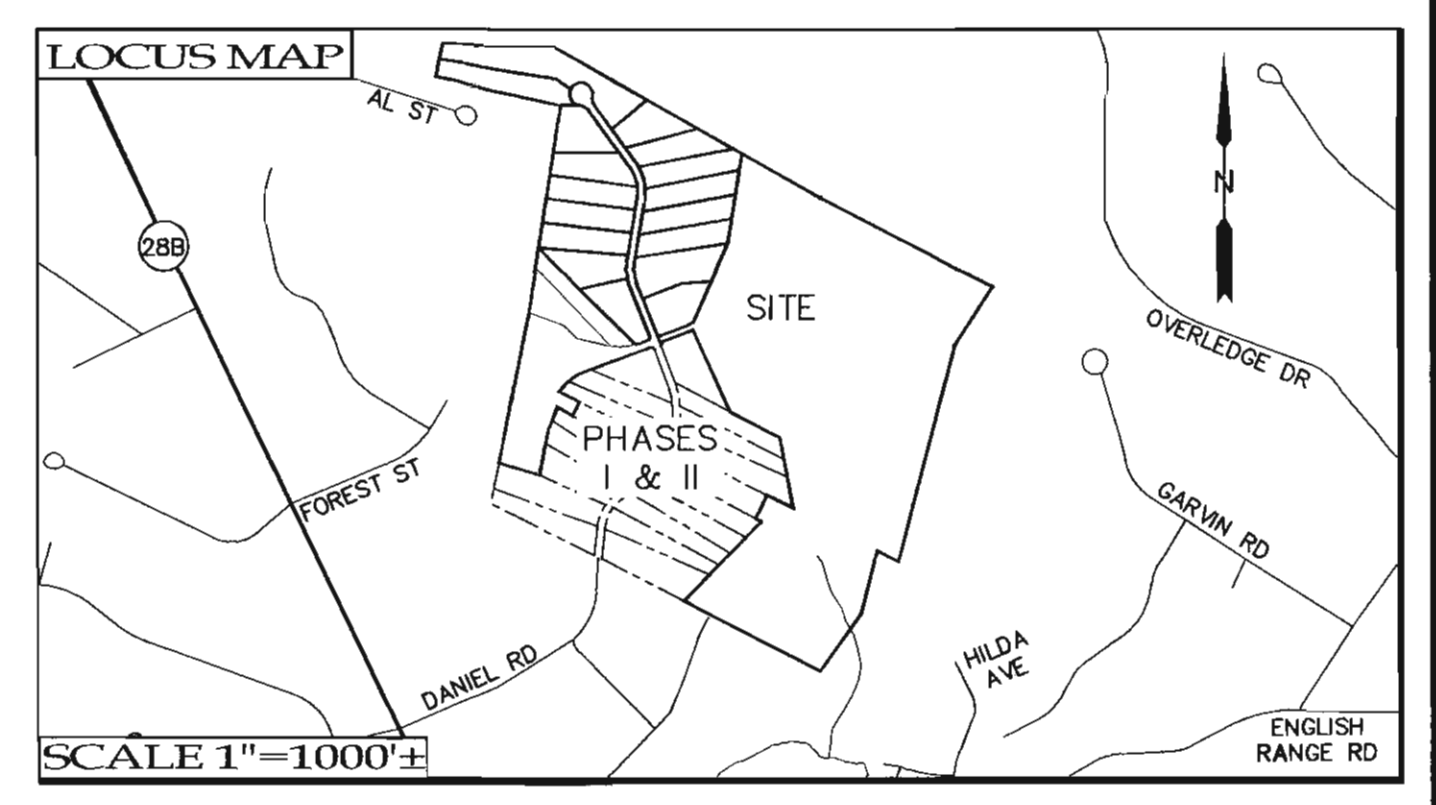 LOCUS MAP
AL ST
N
28B
SITE
OVERLEDGE DR
PHASES
I & II
FOREST ST
GARVIN RD
HILDA
AVE
DANIEL RD
ENGLISH
RANGE RD
SCALE 1"=1000'±